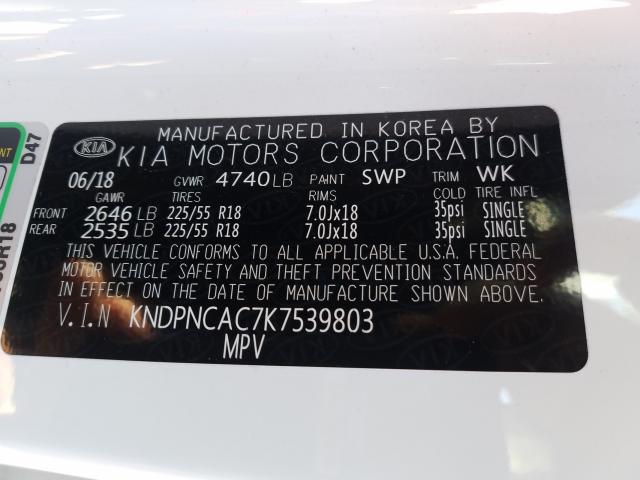 MANUFACTURED IN KOREA BY
KIA KIA MOTORS CORPORATION
06/18 GVWR 4740 LB PAINT SWP TRIM WK
GAWR TIRES RIMS COLD TIRE INFL
FRONT 2646 LB 225/55 R18 7.0Jx18 35psi SINGLE
REAR 2535 LB 225/55 R18 7.0Jx18 35psi SINGLE
THIS VEHICLE CONFORMS TO ALL APPLICABLE U.S.A. FEDERAL
MOTOR VEHICLE SAFETY AND THEFT PREVENTION STANDARDS
IN EFFECT ON THE DATE OF MANUFACTURE SHOWN ABOVE.
V.I.N KNDPNCAC7K7539803
MPV
D47